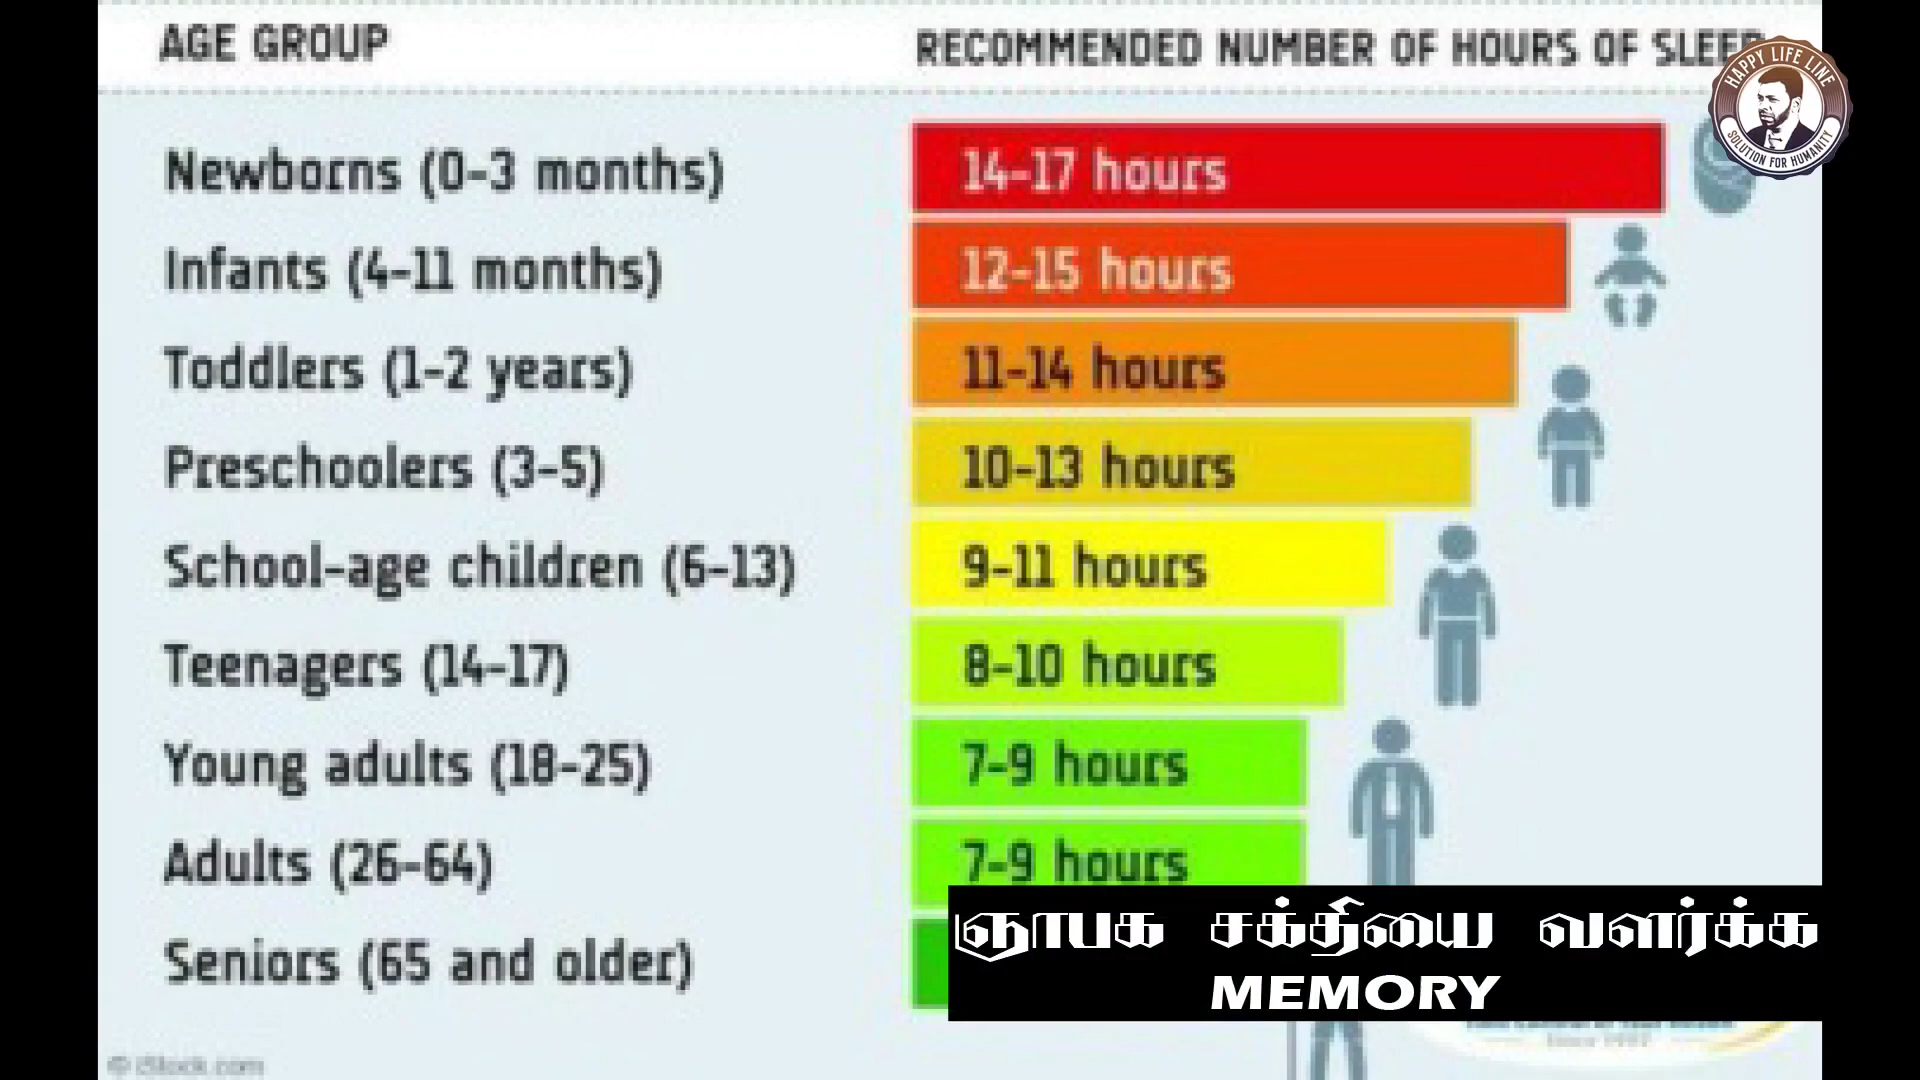 AGE GROUP RECOMMENDED NUMBER OF HOURS OF SLEEP
HAPPY LIFE LINE
SOLUTION FOR HUMANITY
Newborns (0-3 months) 14-17 hours
Infants (4-11 months) 12-15 hours
Toddlers (1-2 years) 11-14 hours
Preschoolers (3-5) 10-13 hours
School-age children (6-13) 9-11 hours
Teenagers (14-17) 8-10 hours
Young adults (18-25) 7-9 hours
Adults (26-64) 7-9 hours
Seniors (65 and older)
ஞாபக சக்தியை வளர்க்க
MEMORY
© iStock.com